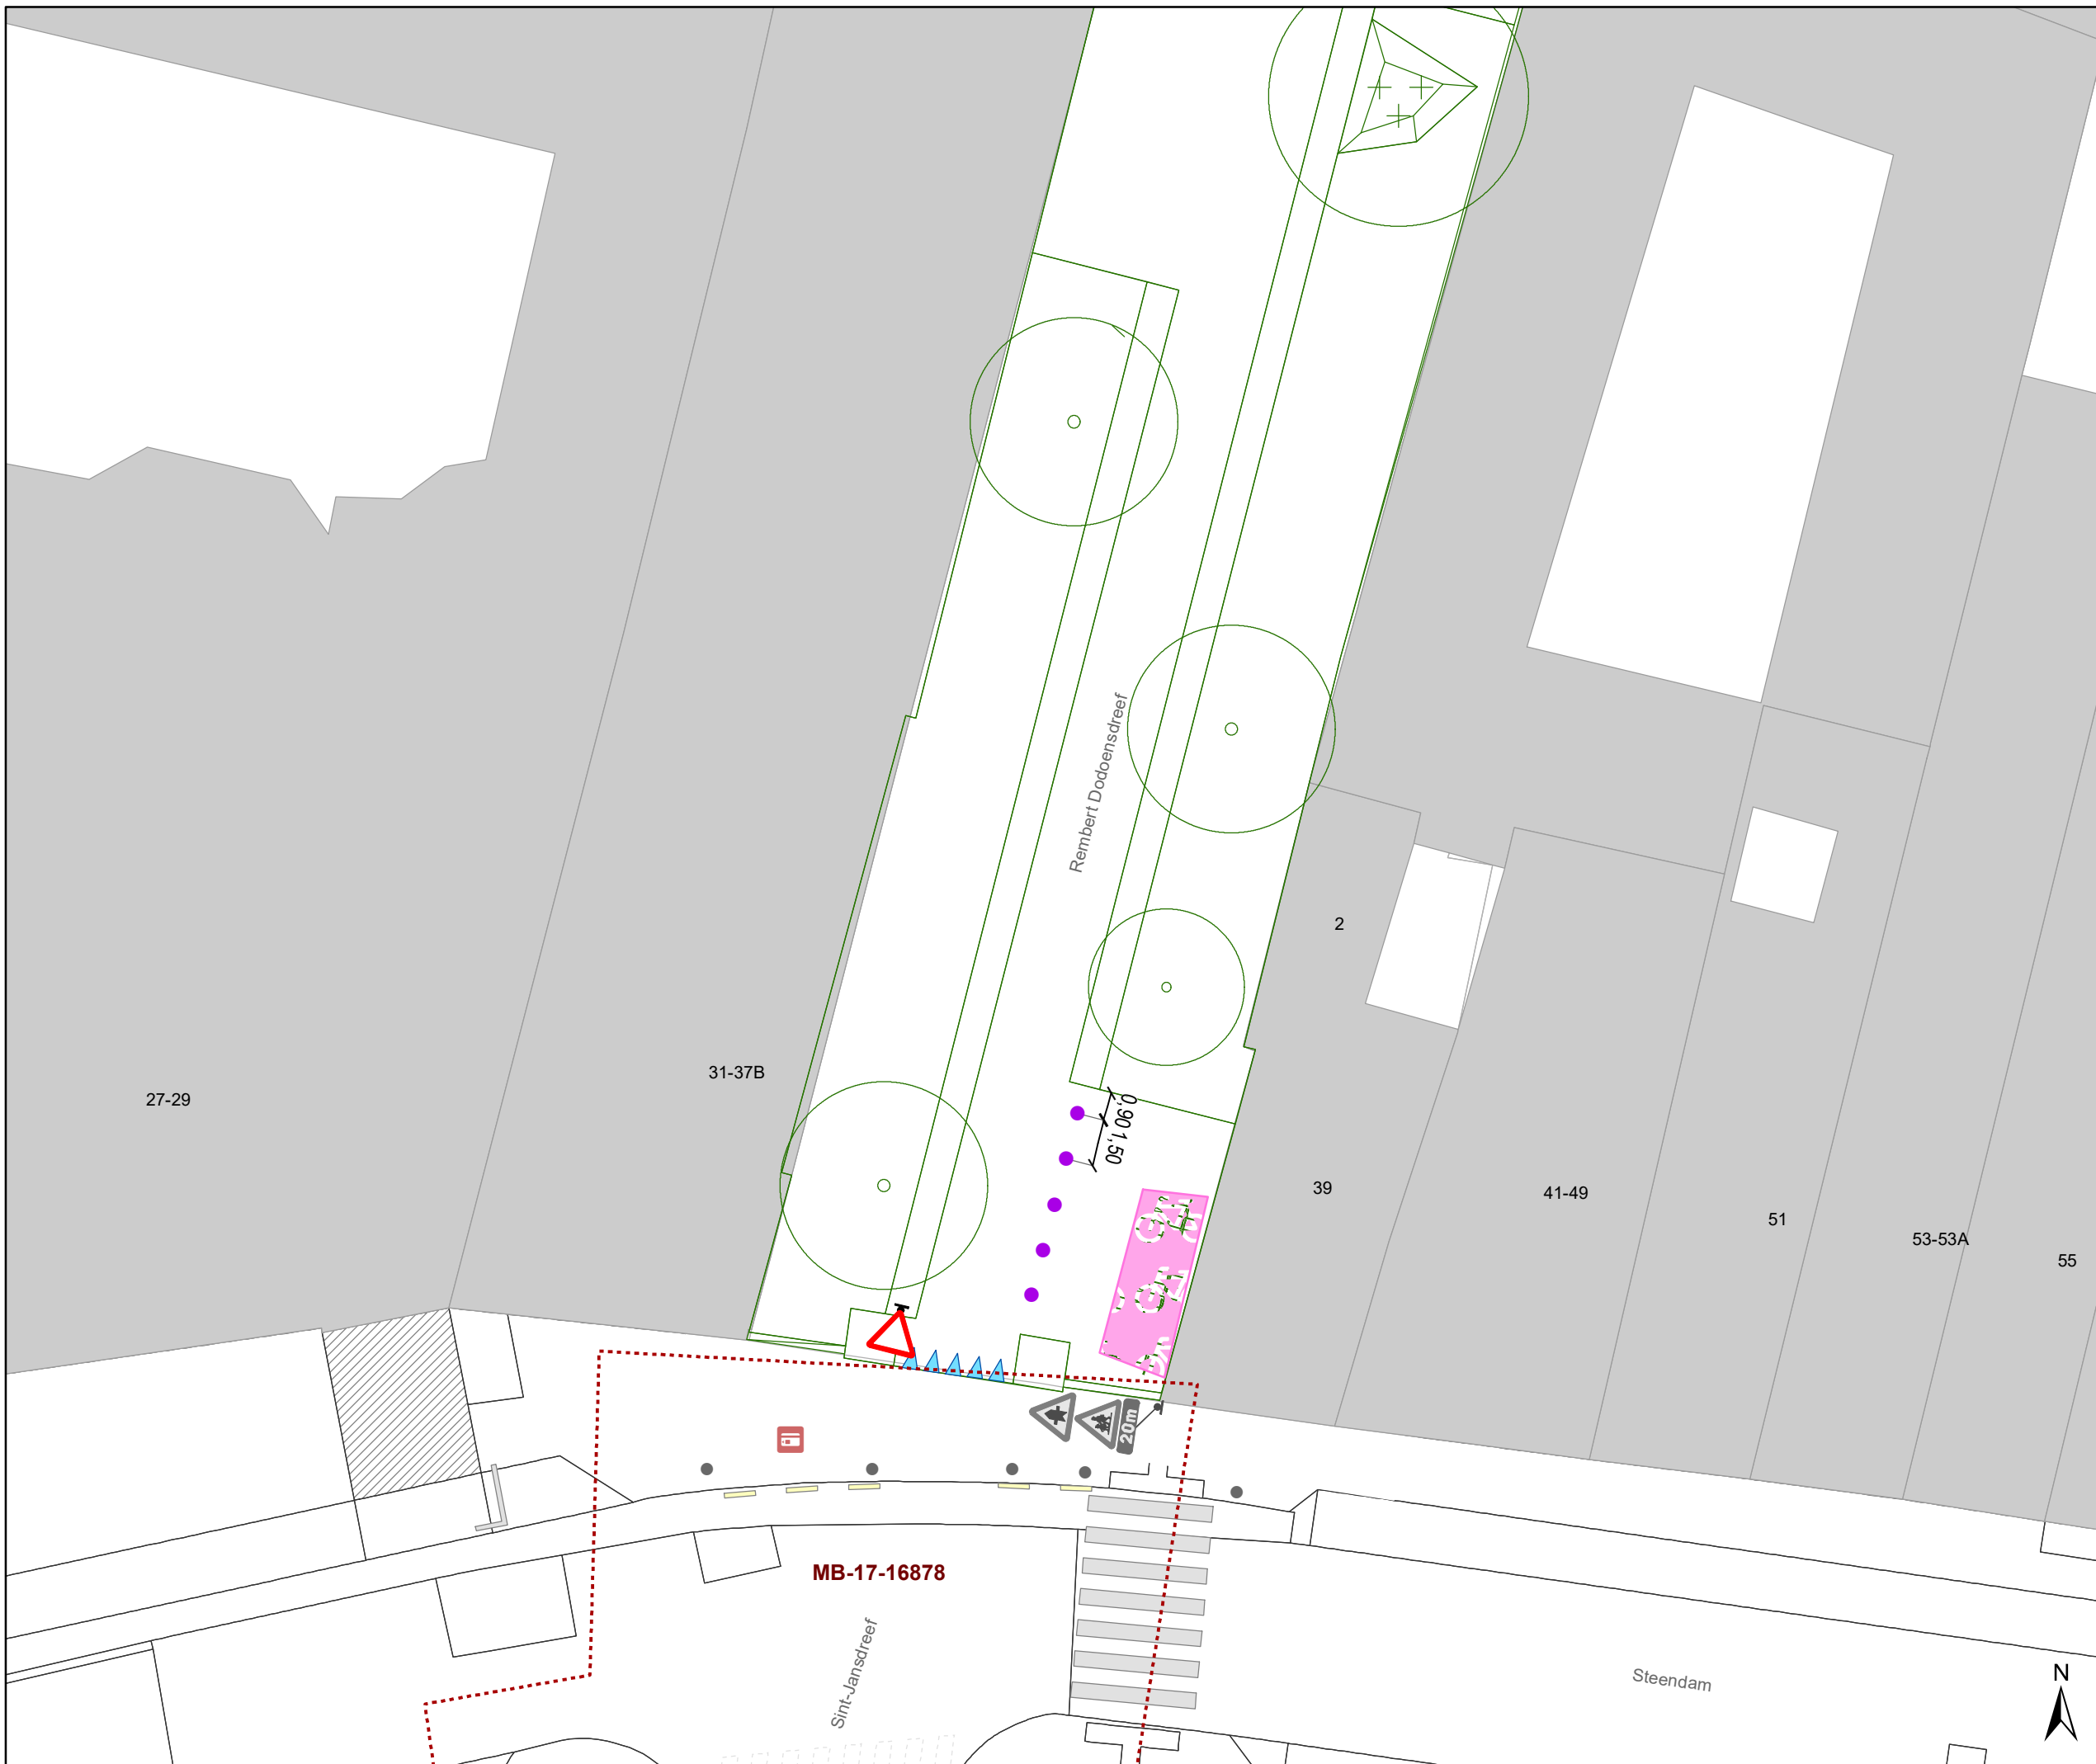 Rembert Dodoensdreef
2
31-37B
27-29
0,90 1,50
39
41-49
51
53-53A
55
20m
MB-17-16878
Sint-Jansdreef
Steendam
N